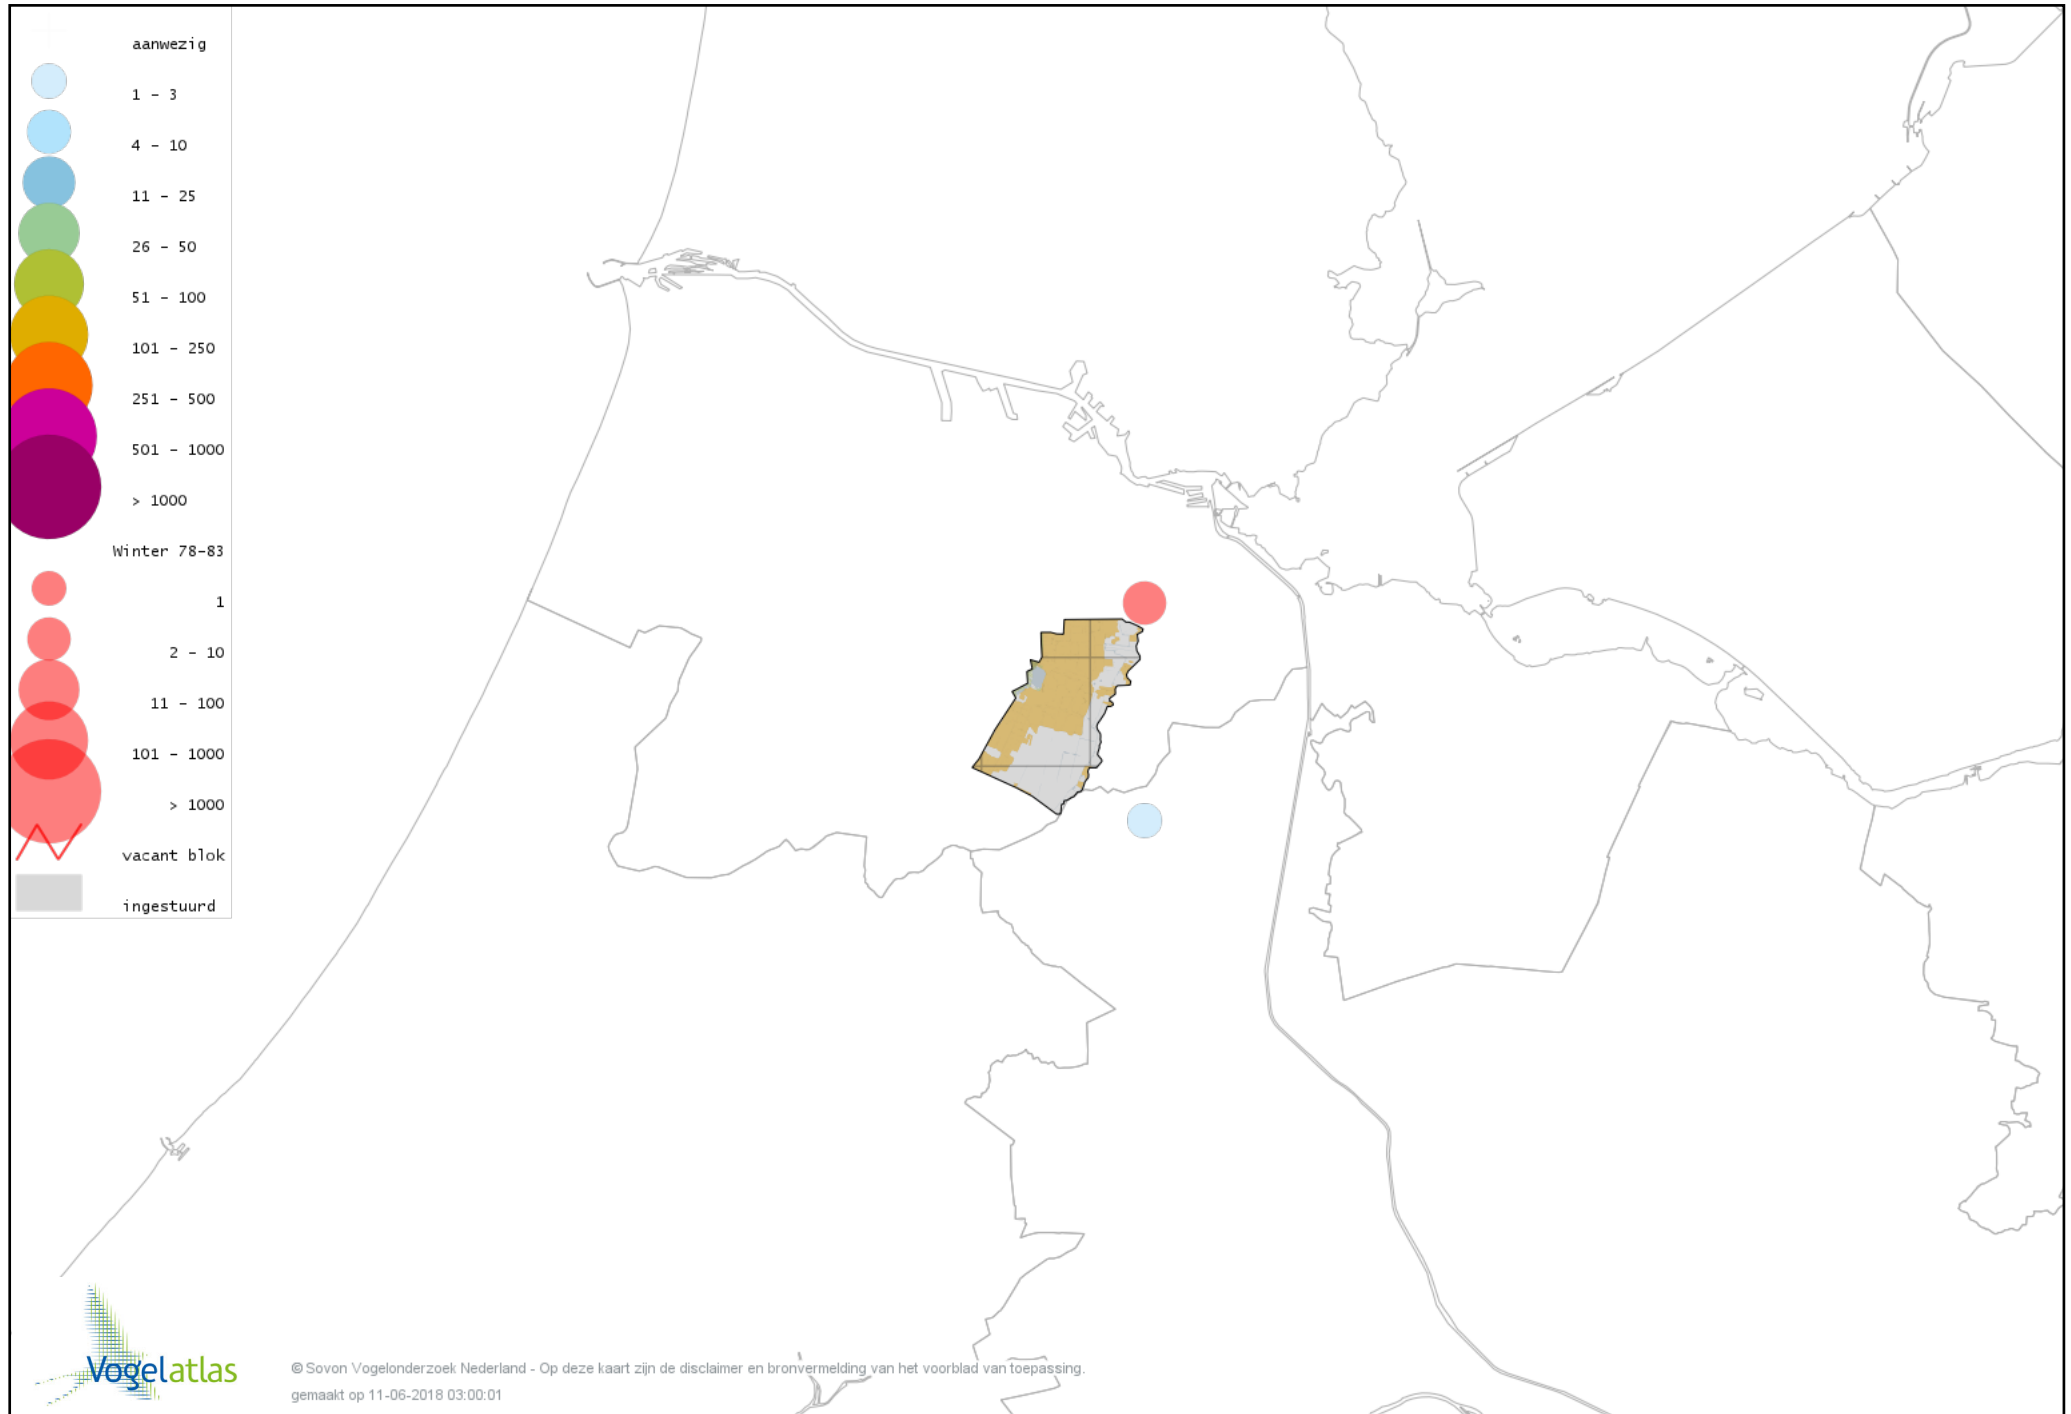 aanwezig
1 - 3
4 - 10
11 - 25
26 - 50
51 - 100
101 - 250
251 - 500
501 - 1000
> 1000
Winter 78-83
1
2 - 10
11 - 100
101 - 1000
> 1000
vacant blok
ingestuurd
Vogelatlas
© Sovon Vogelonderzoek Nederland - Op deze kaart zijn de disclaimer en bronvermelding van het voorblad van toepassing.
gemaakt op 11-06-2018 03:00:01